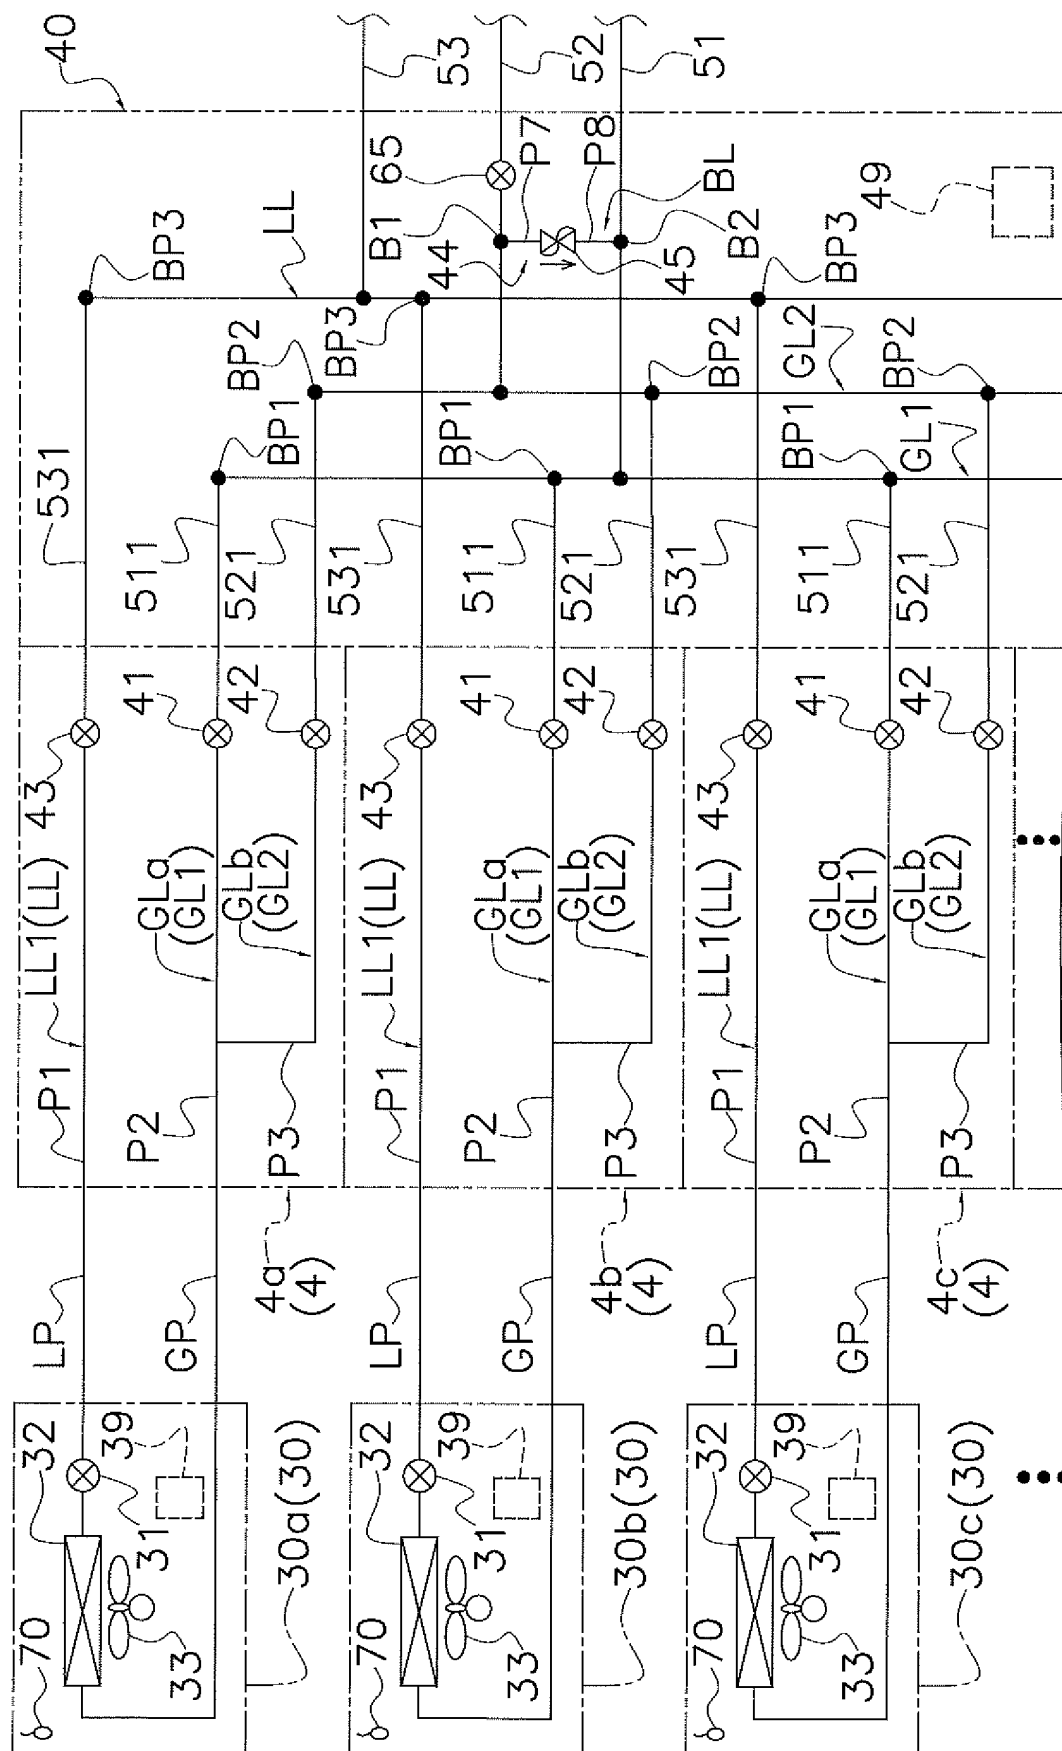 70
32
39
31
33
30a(30)
LP
GP
P1
LL1(LL)
43
P2
GLa
(GL1)
41
GLb
(GL2)
42
P3
4a
(4)
531
511
521
BP3
BP1
BP2
LL
40
70
32
39
31
33
30b(30)
LP
GP
P1
LL1(LL)
43
P2
GLa
(GL1)
41
GLb
(GL2)
42
P3
4b
(4)
531
511
521
BP3
BP1
BP2
53
B1
65
52
44
P7
45
P8
BL
B2
51
70
32
39
31
33
30c(30)
LP
GP
P1
LL1(LL)
43
P2
GLa
(GL1)
41
GLb
(GL2)
42
P3
4c
(4)
531
511
521
BP3
BP1
BP2
GL2
GL1
49